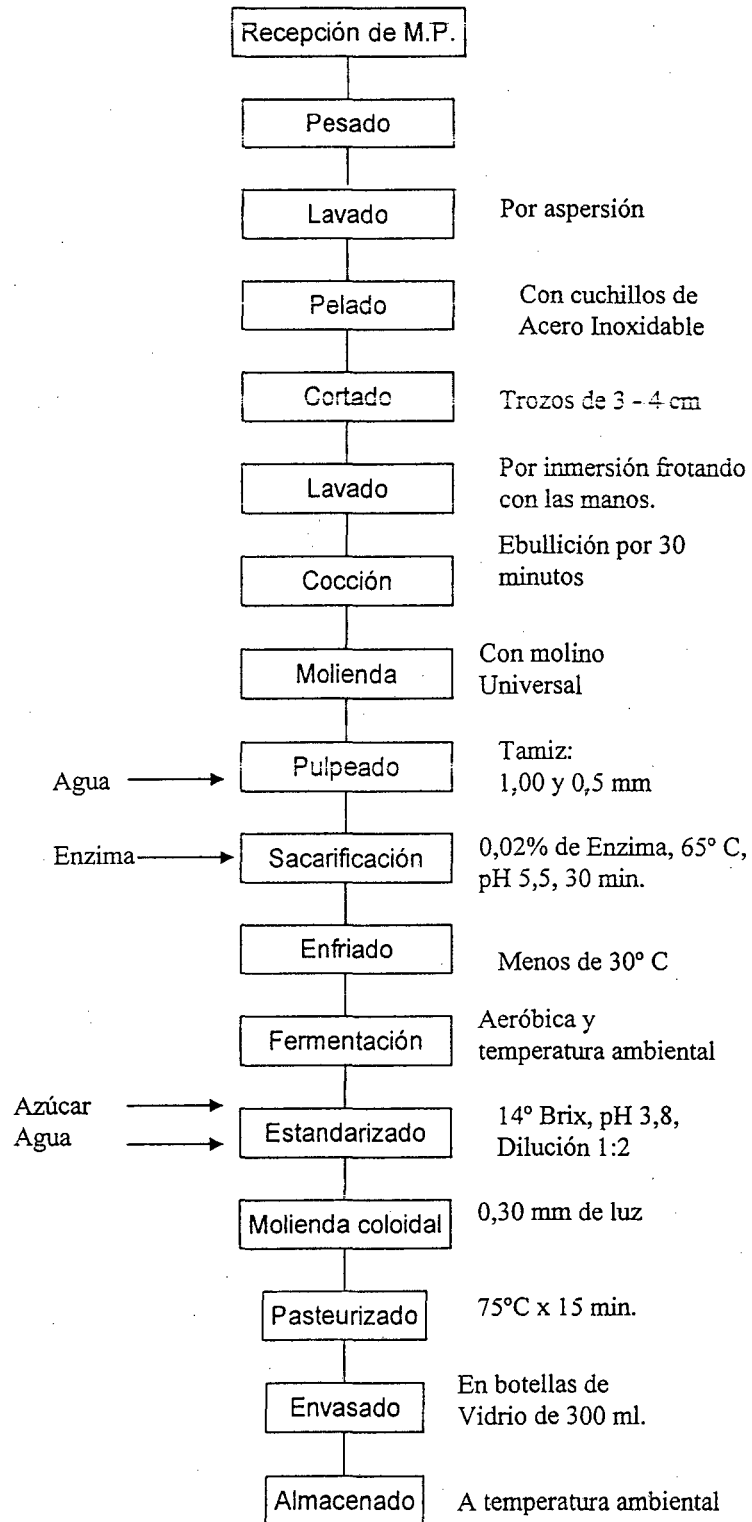 Recepción de M.P.
Pesado
Lavado
Por aspersión
Pelado
Con cuchillos de
Acero Inoxidable
Cortado
Trozos de 3 - 4 cm
Lavado
Por inmersión frotando
con las manos.
Cocción
Ebullición por 30
minutos
Molienda
Con molino
Universal
Agua
Pulpeado
Tamiz:
1,00 y 0,5 mm
Enzima
Sacarificación
0,02% de Enzima, 65º C,
pH 5,5, 30 min.
Enfriado
Menos de 30º C
Fermentación
Aeróbica y
temperatura ambiental
Azúcar
Agua
Estandarizado
14º Brix, pH 3,8,
Dilución 1:2
Molienda coloidal
0,30 mm de luz
Pasteurizado
75ºC x 15 min.
Envasado
En botellas de
Vidrio de 300 ml.
Almacenado
A temperatura ambiental